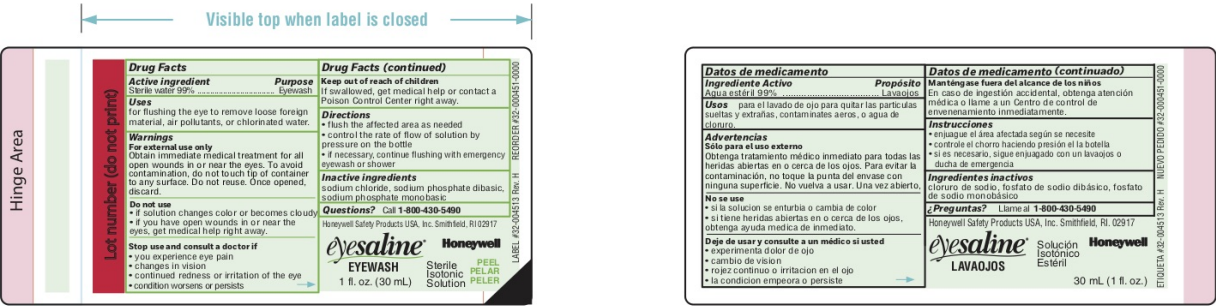 Visible top when label is closed
Hinge Area
Lot number (do not print)
Drug Facts
Active ingredient Purpose
Sterile water 99% ................................ Eyewash
Uses
for flushing the eye to remove loose foreign
material, air pollutants, or chlorinated water.
Warnings
For external use only
Obtain immediate medical treatment for all
open wounds in or near the eyes. To avoid
contamination, do not touch tip of container
to any surface. Do not reuse. Once opened,
discard.
Do not use
• if solution changes color or becomes cloudy
• if you have open wounds in or near the
eyes, get medical help right away.
Stop use and consult a doctor if
• you experience eye pain
• changes in vision
• continued redness or irritation of the eye
• condition worsens or persists
Drug Facts (continued)
Keep out of reach of children
If swallowed, get medical help or contact a
Poison Control Center right away.
Directions
• flush the affected area as needed
• control the rate of flow of solution by
pressure on the bottle
• if necessary, continue flushing with emergency
eyewash or shower
Inactive ingredients
sodium chloride, sodium phosphate dibasic,
sodium phosphate monobasic
Questions? Call 1-800-430-5490
Honeywell Safety Products USA, Inc. Smithfield, RI 02917
eyesaline® Honeywell
EYEWASH
1 fl. oz. (30 mL)
Sterile
Isotonic
Solution
PEEL
PELAR
PELER
LABEL #32-004513 Rev. H REORDER #32-000451-0000
Datos de medicamento
Ingrediente Activo Propósito
Agua estéril 99% ................................ Lavaojos
Usos para el lavado de ojo para quitar las particulas
sueltas y extrañas, contaminates aeros, o agua de
cloruro.
Advertencias
Sólo para el uso externo
Obtenga tratamiento médico inmediato para todas las
heridas abiertas en o cerca de los ojos. Para evitar la
contaminación, no toque la punta del envase con
ninguna superficie. No vuelva a usar. Una vez abierto,
No se use
• si la solucion se enturbia o cambia de color
• si tiene heridas abiertas en o cerca de los ojos,
obtenga ayuda medica de inmediato.
Deje de usar y consulte a un médico si usted
• experimenta dolor de ojo
• cambio de vision
• rojez continuo o irritacion en el ojo
• la condicion empeora o persiste
Datos de medicamento (continuado)
Manténgase fuera del alcance de los niños
En caso de ingestión accidental, obtenga atención
médica o llame a un Centro de control de
envenenamiento inmediatamente.
Instrucciones
• enjuague el área afectada según se necesite
• controle el chorro haciendo presión el la botella
• si es necesario, sigue enjuagado con un lavaojos o
ducha de emergencia
Ingredientes inactivos
cloruro de sodio, fosfato de sodio dibásico, fosfato
de sodio monobásico
¿Preguntas? Llame al 1-800-430-5490
Honeywell Safety Products USA, Inc. Smithfield, RI. 02917
eyesaline® Honeywell
LAVAOJOS
Solución
Isotónico
Estéril
30 mL (1 fl. oz.)
ETIQUETA #32-004513 Rev. H NUEVO PEDIDO #32-000451-0000